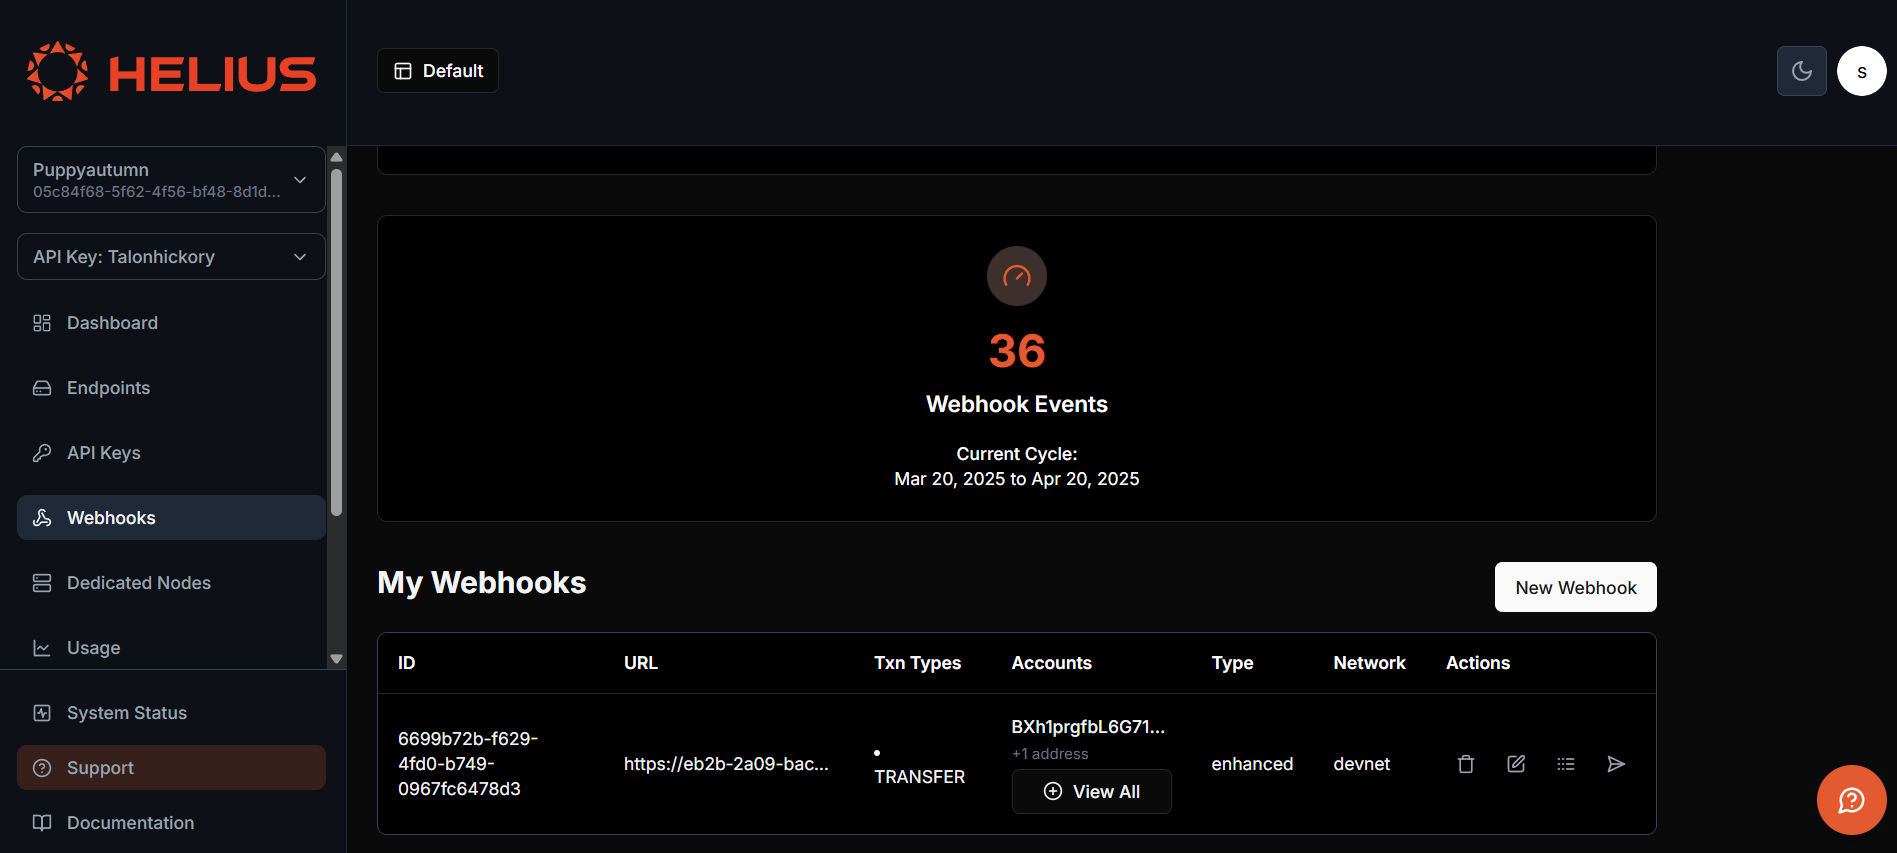 HELIUS
Default
s
Puppyautumn
05c84f68-5f62-4f56-bf48-8d1d...
API Key: Talonhickory
Dashboard
Endpoints
API Keys
Webhooks
Dedicated Nodes
Usage
System Status
Support
Documentation
36
Webhook Events
Current Cycle:
Mar 20, 2025 to Apr 20, 2025
My Webhooks
New Webhook
ID URL Txn Types Accounts Type Network Actions
6699b72b-f629-
4fd0-b749-
0967fc6478d3
https://eb2b-2a09-bac...
• TRANSFER
BXh1prgfbL6G71...
+1 address
View All
enhanced
devnet